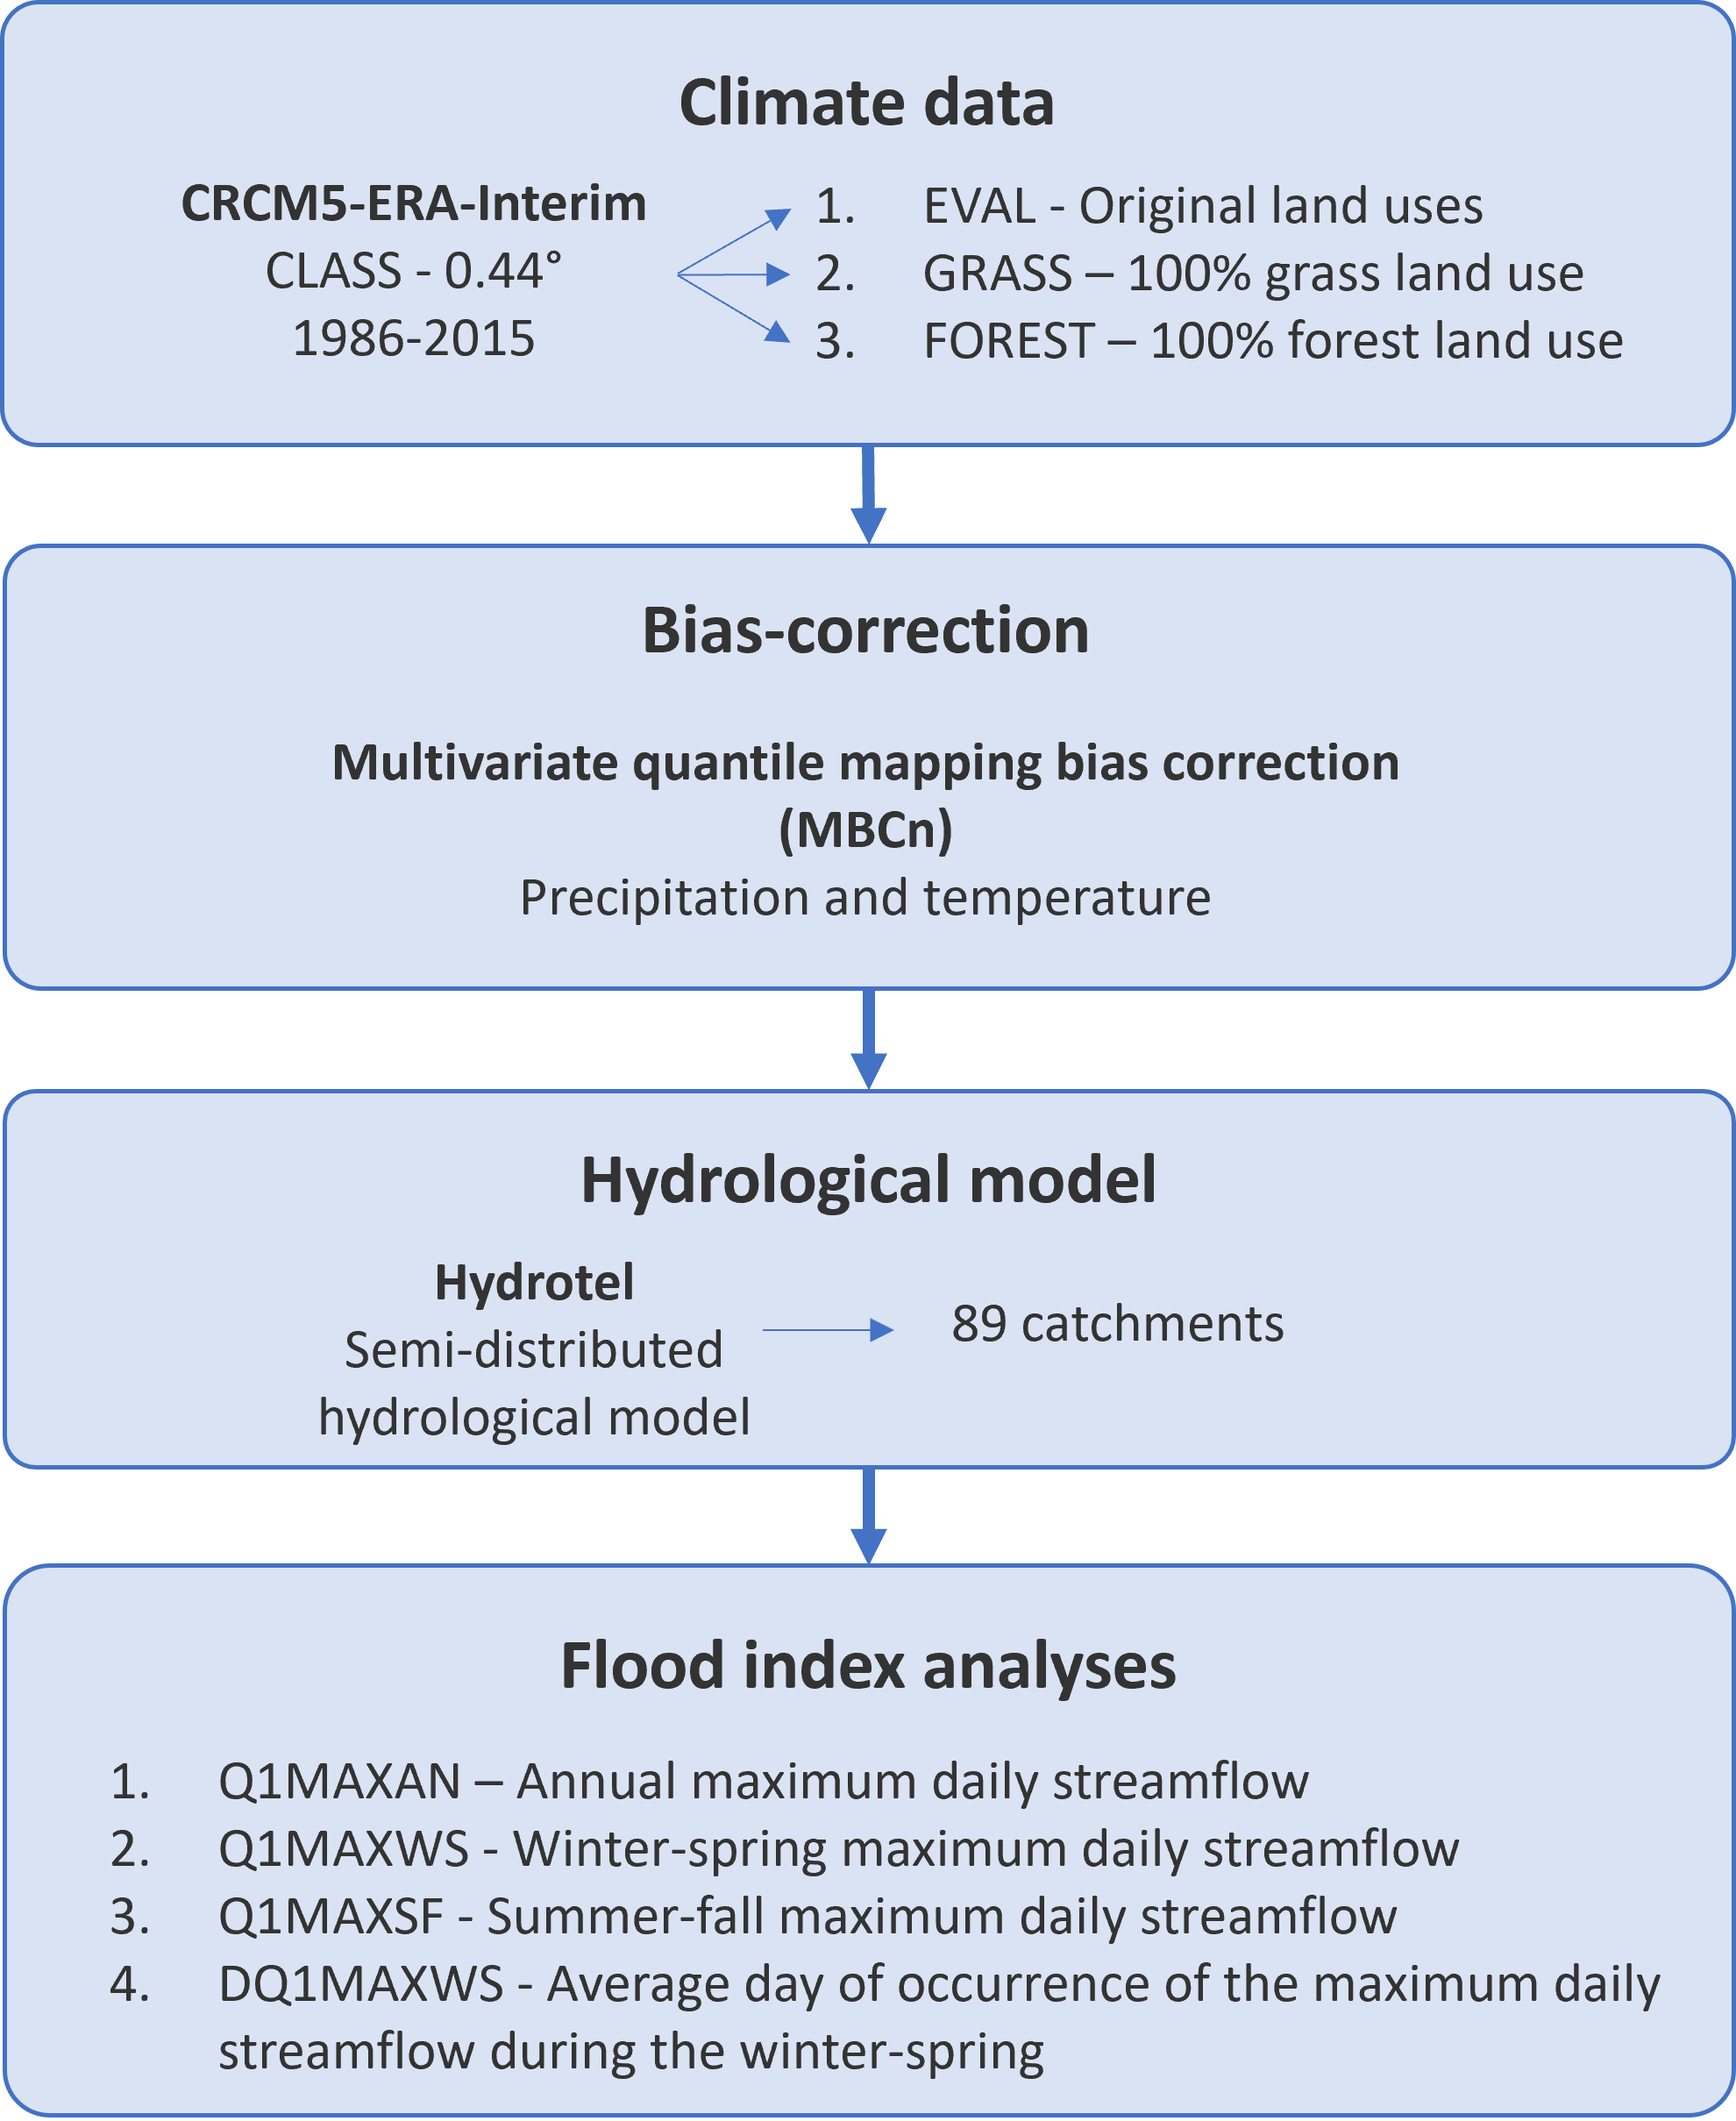 Climate data
CRCM5-ERA-Interim
CLASS - 0.44°
1986-2015
1. EVAL - Original land uses
2. GRASS – 100% grass land use
3. FOREST – 100% forest land use
Bias-correction
Multivariate quantile mapping bias correction
(MBCn)
Precipitation and temperature
Hydrological model
Hydrotel
Semi-distributed
hydrological model
89 catchments
Flood index analyses
1. Q1MAXAN – Annual maximum daily streamflow
2. Q1MAXWS - Winter-spring maximum daily streamflow
3. Q1MAXSF - Summer-fall maximum daily streamflow
4. DQ1MAXWS - Average day of occurrence of the maximum daily
streamflow during the winter-spring